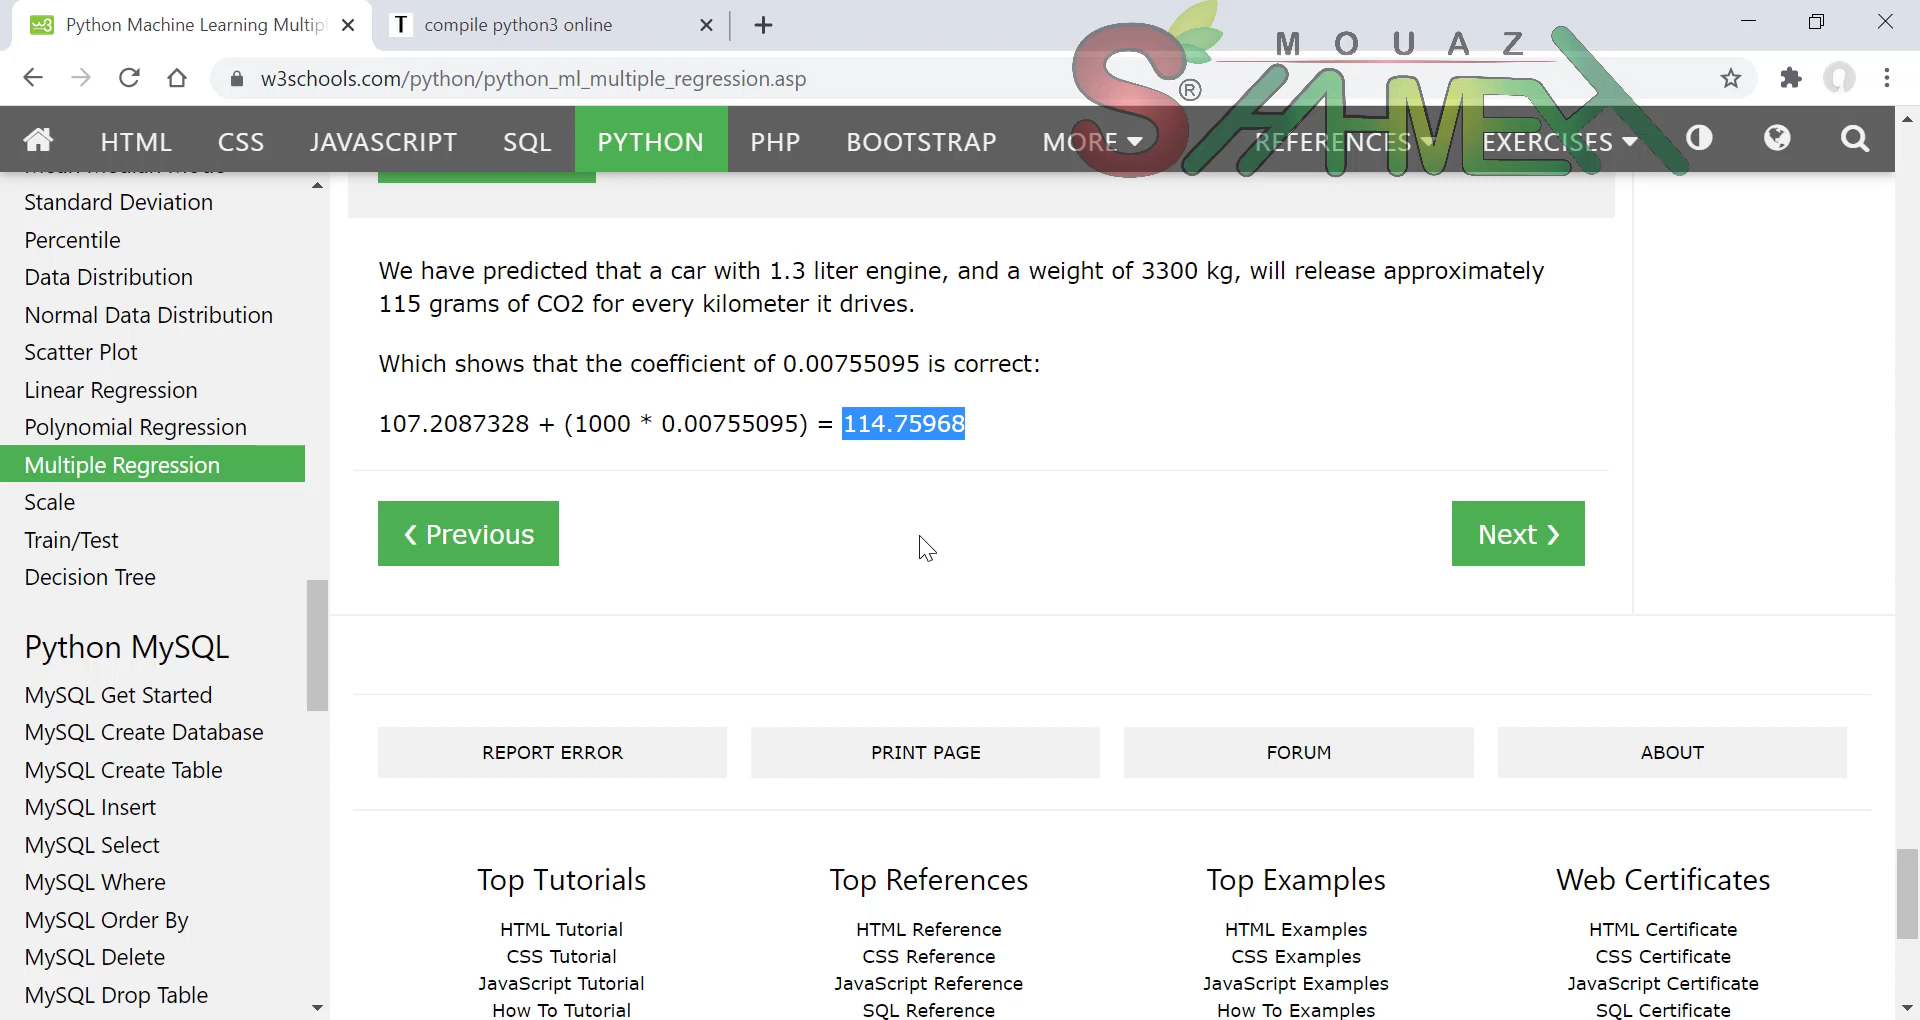 Python Machine Learning Multipl
compile python3 online
w3schools.com/python/python_ml_multiple_regression.asp
MOUAZ
SHAMEX
®
HTML
CSS
JAVASCRIPT
SQL
PYTHON
PHP
BOOTSTRAP
MORE
REFERENCES
EXERCISES
Standard Deviation
Percentile
Data Distribution
Normal Data Distribution
Scatter Plot
Linear Regression
Polynomial Regression
Multiple Regression
Scale
Train/Test
Decision Tree
Python MySQL
MySQL Get Started
MySQL Create Database
MySQL Create Table
MySQL Insert
MySQL Select
MySQL Where
MySQL Order By
MySQL Delete
MySQL Drop Table
We have predicted that a car with 1.3 liter engine, and a weight of 3300 kg, will release approximately
115 grams of CO2 for every kilometer it drives.
Which shows that the coefficient of 0.00755095 is correct:
107.2087328 + (1000 * 0.00755095) = 114.75968
❮ Previous
Next ❯
REPORT ERROR
PRINT PAGE
FORUM
ABOUT
Top Tutorials
HTML Tutorial
CSS Tutorial
JavaScript Tutorial
How To Tutorial
Top References
HTML Reference
CSS Reference
JavaScript Reference
SQL Reference
Top Examples
HTML Examples
CSS Examples
JavaScript Examples
How To Examples
Web Certificates
HTML Certificate
CSS Certificate
JavaScript Certificate
SQL Certificate